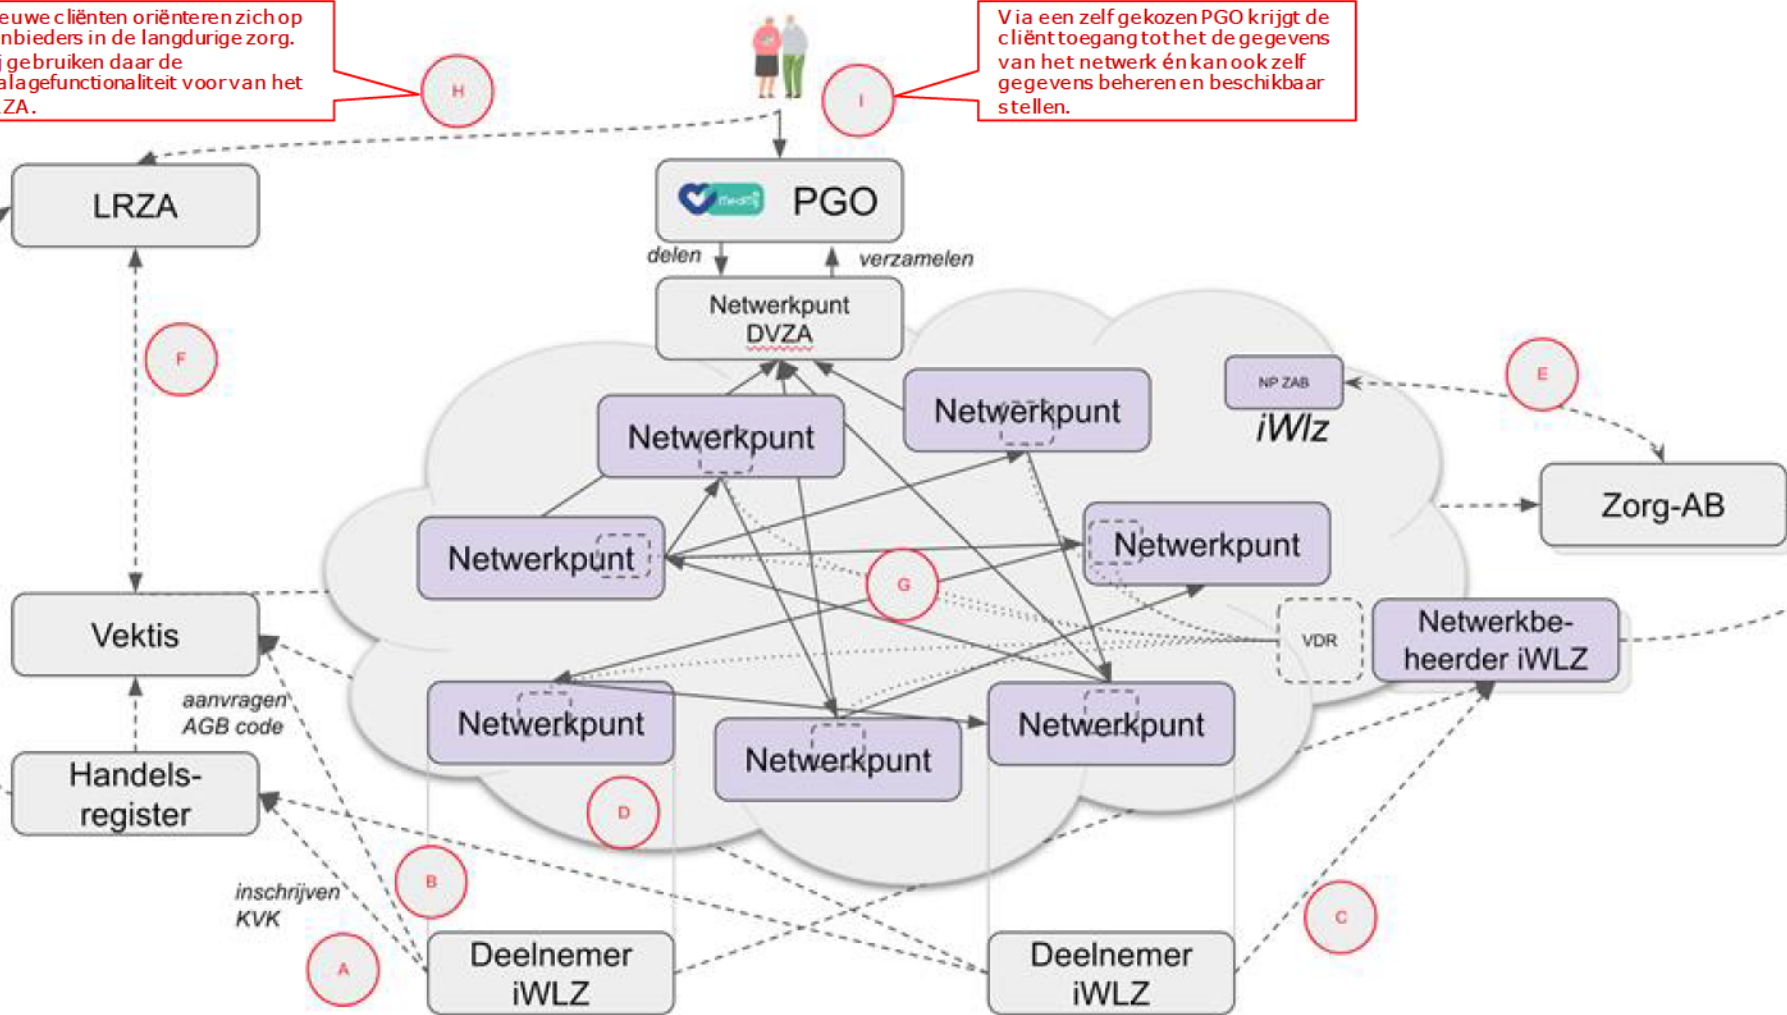 euwe cliënten oriënteren zich op
nbieders in de langdurige zorg.
j gebruiken daar de
alagefunctionaliteit voor van het
ZA.
H
I
Via een zelf gekozen PGO krijgt de
cliënt toegang tot het de gegevens
van het netwerk én kan ook zelf
gegevens beheren en beschikbaar
stellen.
LRZA
MedMij
PGO
delen
verzamelen
Netwerkpunt
DVZA
F
E
NP ZAB
iWlz
Netwerkpunt
Netwerkpunt
Zorg-AB
Netwerkpunt
Netwerkpunt
G
Vektis
VDR
Netwerkbe-
heerder iWLZ
aanvragen
AGB code
Netwerkpunt
Netwerkpunt
Netwerkpunt
Handels-
register
D
B
inschrijven
KVK
C
A
Deelnemer
iWLZ
Deelnemer
iWLZ